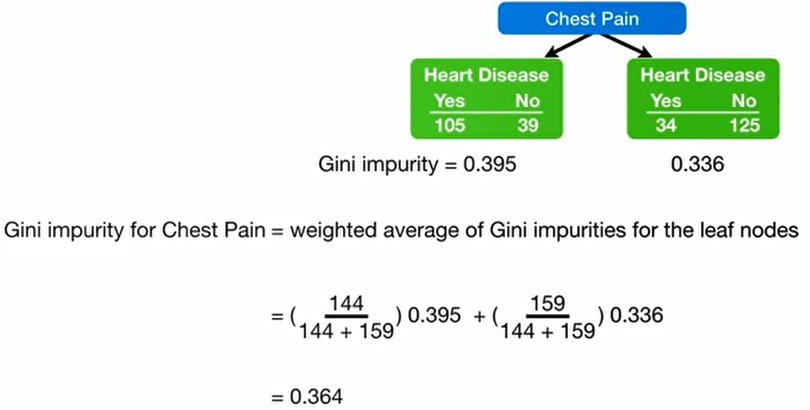 Chest Pain
Heart Disease
Yes No
105 39
Heart Disease
Yes No
34 125
Gini impurity = 0.395
0.336
Gini impurity for Chest Pain = weighted average of Gini impurities for the leaf nodes
= ( 144 / 144 + 159 ) 0.395 + ( 159 / 144 + 159 ) 0.336
= 0.364